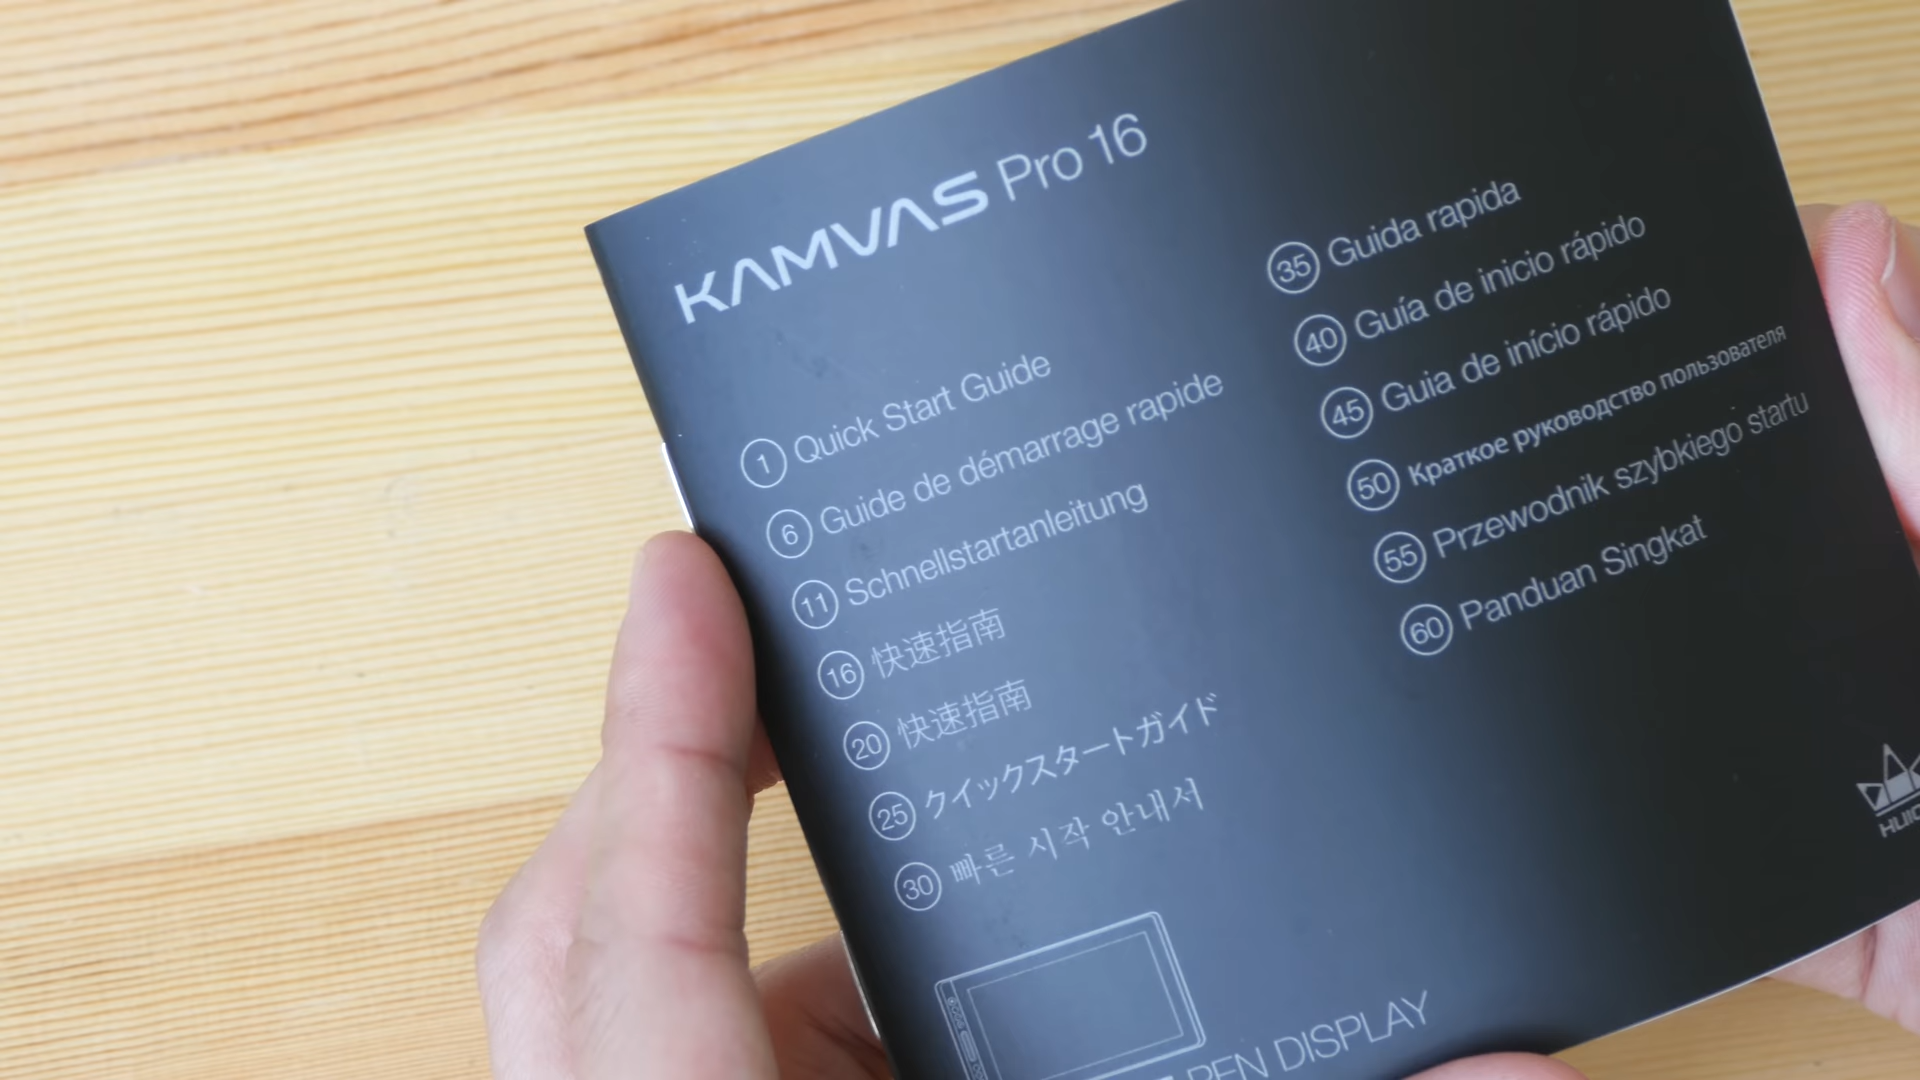 KAMVAS Pro 16
1 Quick Start Guide
6 Guide de démarrage rapide
11 Schnellstartanleitung
16 快速指南
20 快速指南
25 クイックスタートガイド
30 빠른 시작 안내서
35 Guida rapida
40 Guía de inicio rápido
45 Guia de início rápido
50 Краткое руководство пользователя
55 Przewodnik szybkiego startu
60 Panduan Singkat
PEN DISPLAY